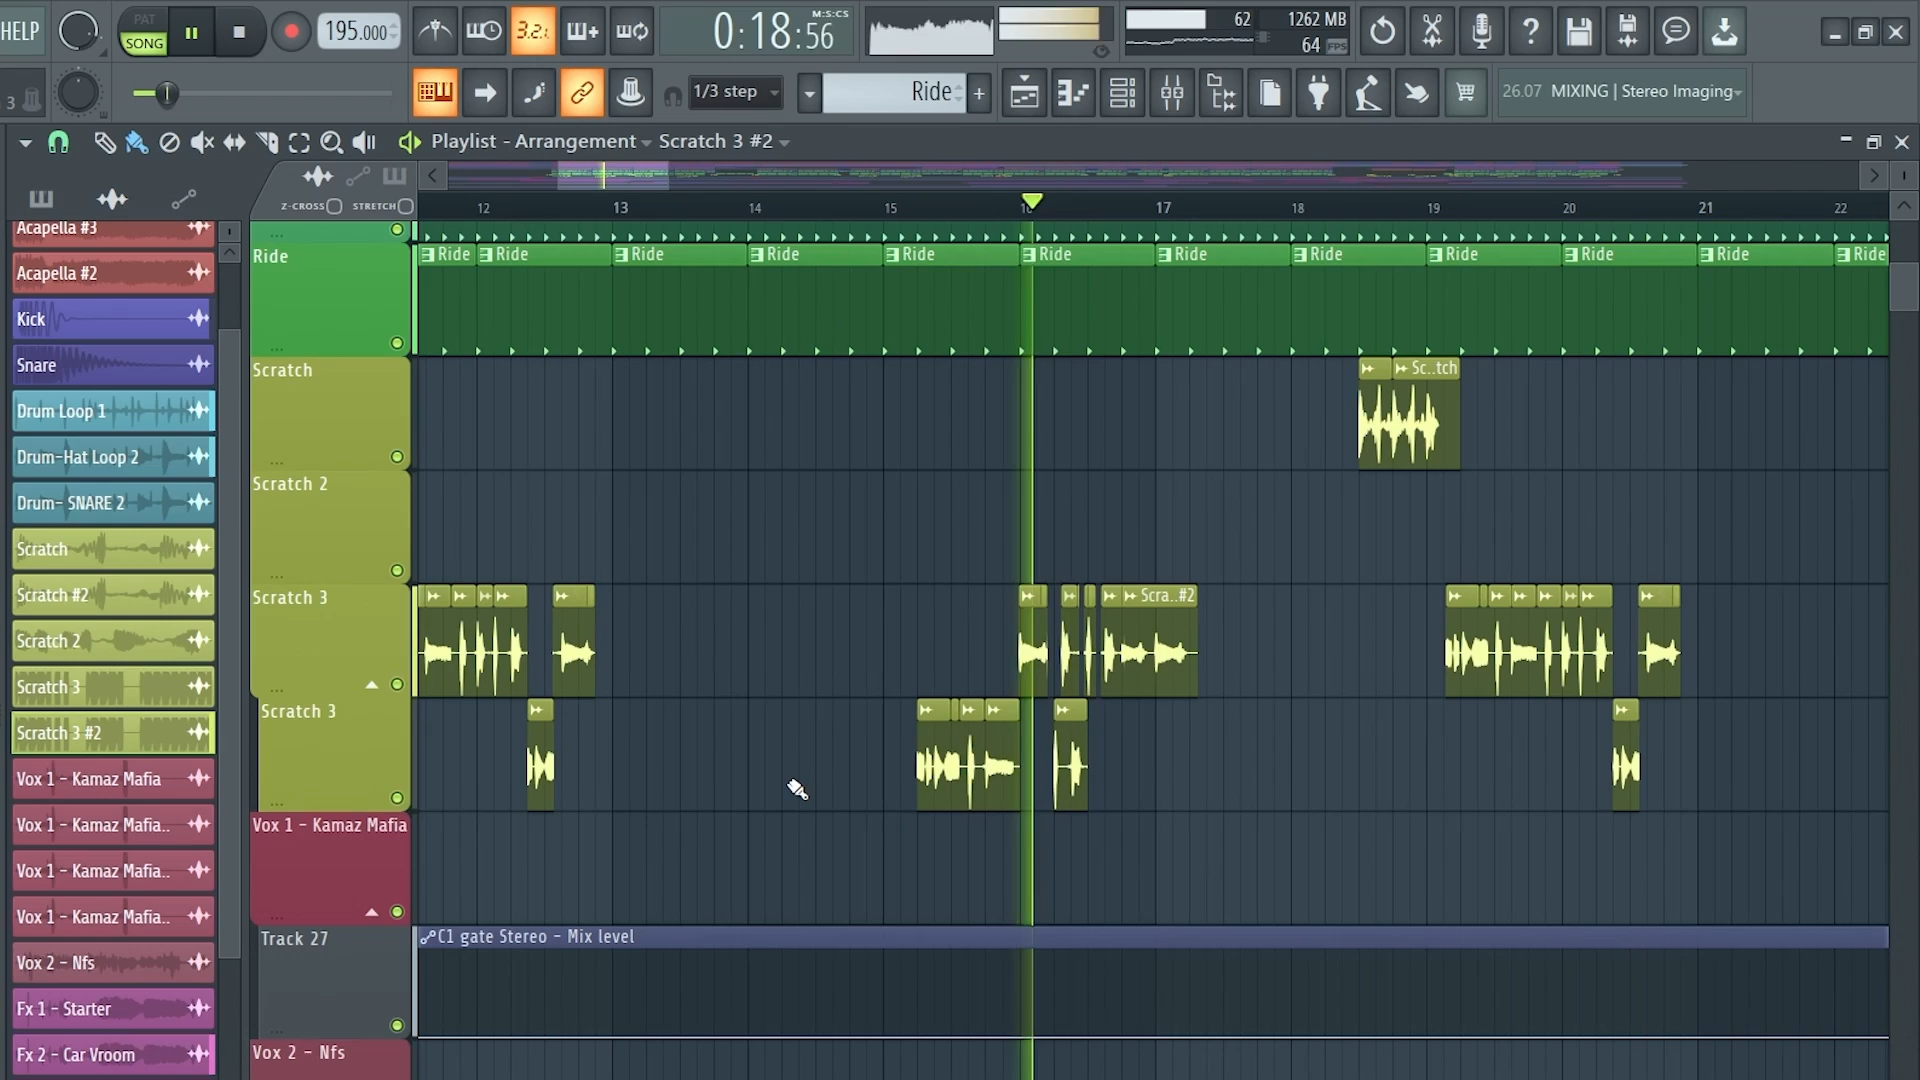 HELP
PAT
SONG
195.000
3.2.1
0:18:56
M:S:CS
62
1262 MB
64
FPS
3
1/3 step
Ride
+
26.07 MIXING | Stereo Imaging
Playlist - Arrangement
Scratch 3 #2
Z-CROSS
STRETCH
12
13
14
15
16
17
18
19
20
21
22
Acapella #3
Acapella #2
Kick
Snare
Drum Loop 1
Drum-Hat Loop 2
Drum- SNARE 2
Scratch
Scratch #2
Scratch 2
Scratch 3
Scratch 3 #2
Vox 1 - Kamaz Mafia
Vox 1 - Kamaz Mafia..
Vox 1 - Kamaz Mafia..
Vox 1 - Kamaz Mafia..
Vox 2 - Nfs
Fx 1 - Starter
Fx 2 - Car Vroom
Ride
Ride
Ride
Ride
Ride
Ride
Ride
Ride
Ride
Ride
Ride
Ride
Ride
Scratch
Sc..tch
Scratch 2
Scratch 3
Scra..#2
Scratch 3
Vox 1 - Kamaz Mafia
Track 27
C1 gate Stereo - Mix level
Vox 2 - Nfs